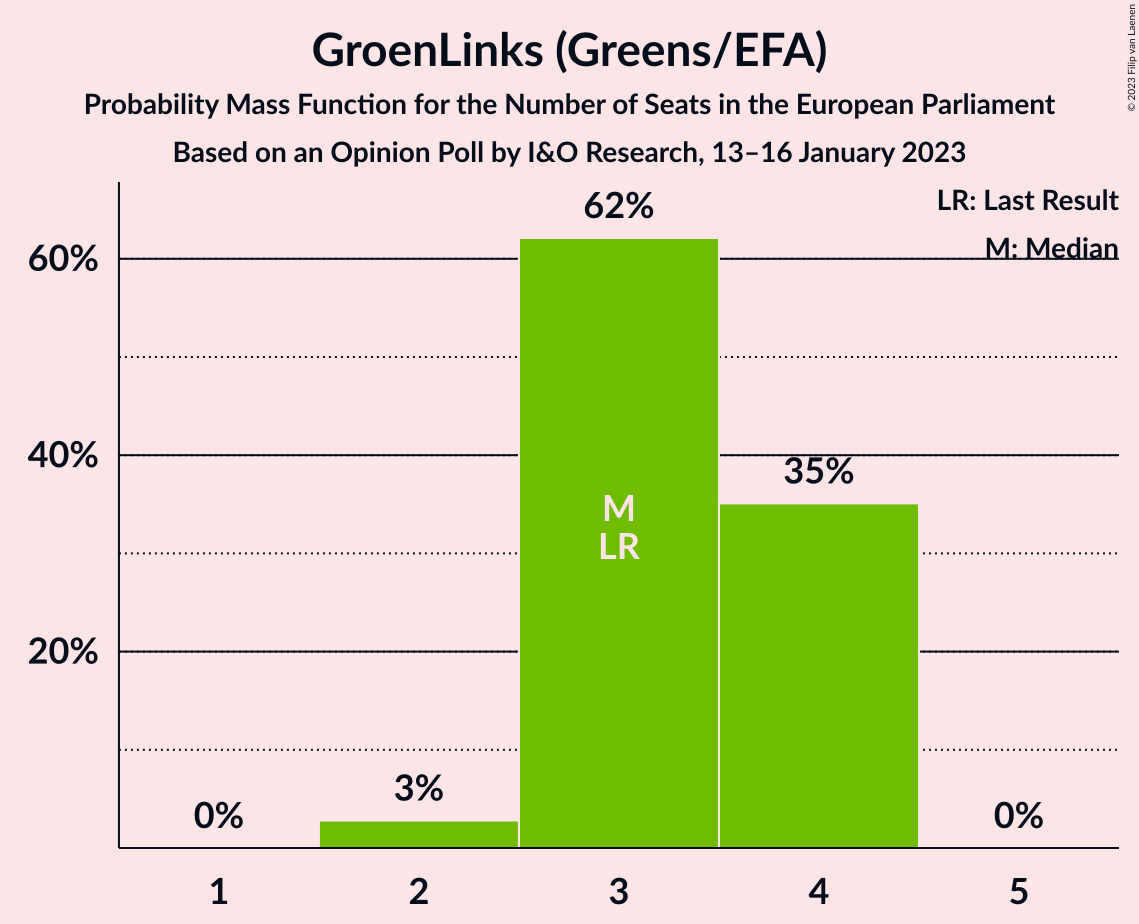 GroenLinks (Greens/EFA)
Probability Mass Function for the Number of Seats in the European Parliament
Based on an Opinion Poll by I&O Research, 13–16 January 2023
© 2023 Filip van Laenen
LR: Last Result
M: Median
62%
60%
40%
35%
M
LR
20%
3%
0%
0%
1
2
3
4
5